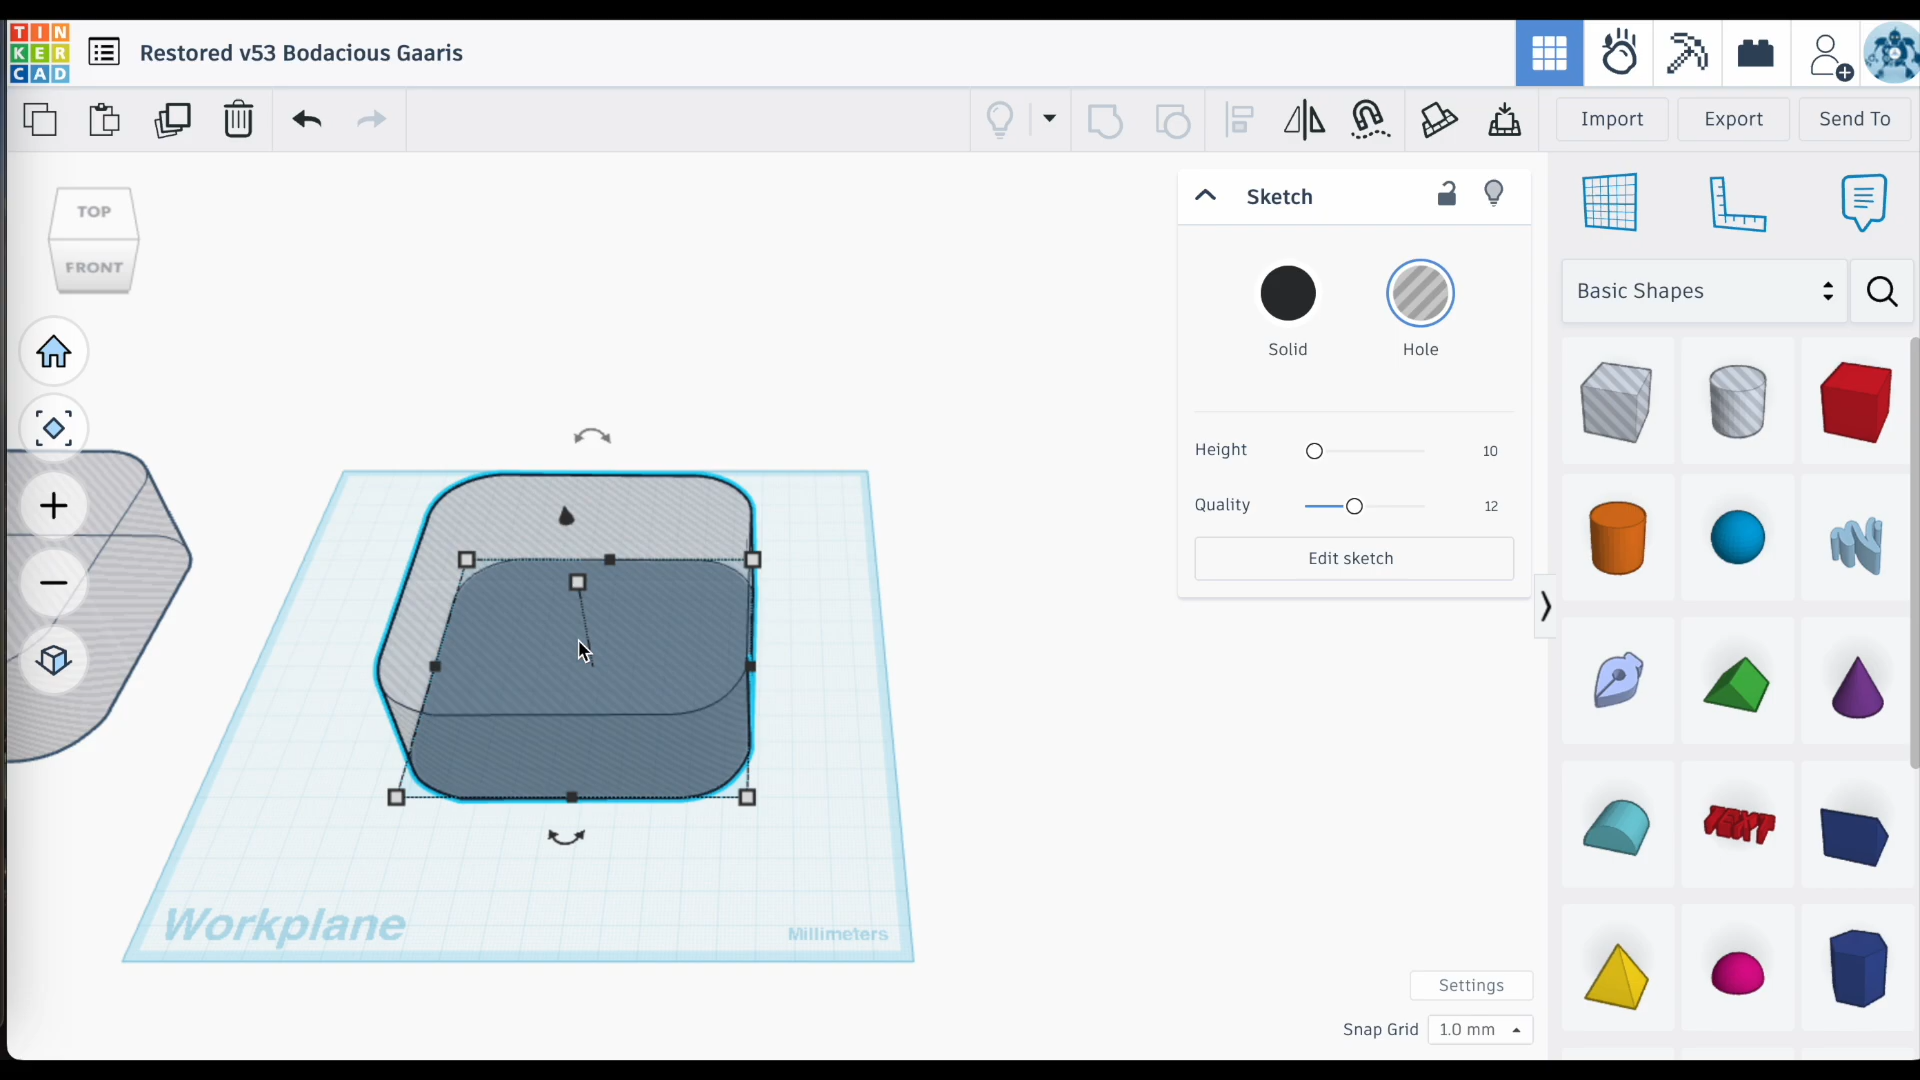 TIN
KER
CAD
Restored v53 Bodacious Gaaris
Import
Export
Send To
TOP
FRONT
Sketch
Solid
Hole
Height
10
Quality
12
Edit sketch
Basic Shapes
TEXT
Workplane
Millimeters
Settings
Snap Grid
1.0 mm